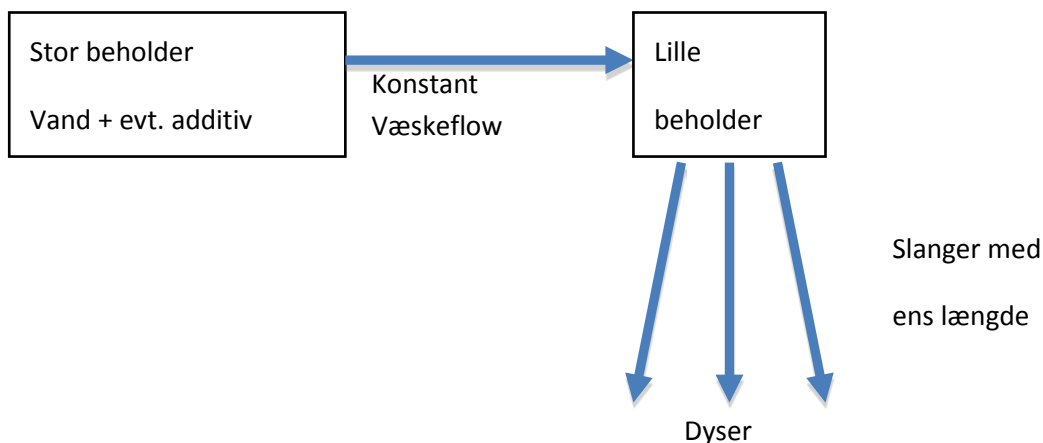 Stor beholder
Vand + evt. additiv
Konstant
Væskeflow
Lille
beholder
Slanger med
ens længde
Dyser